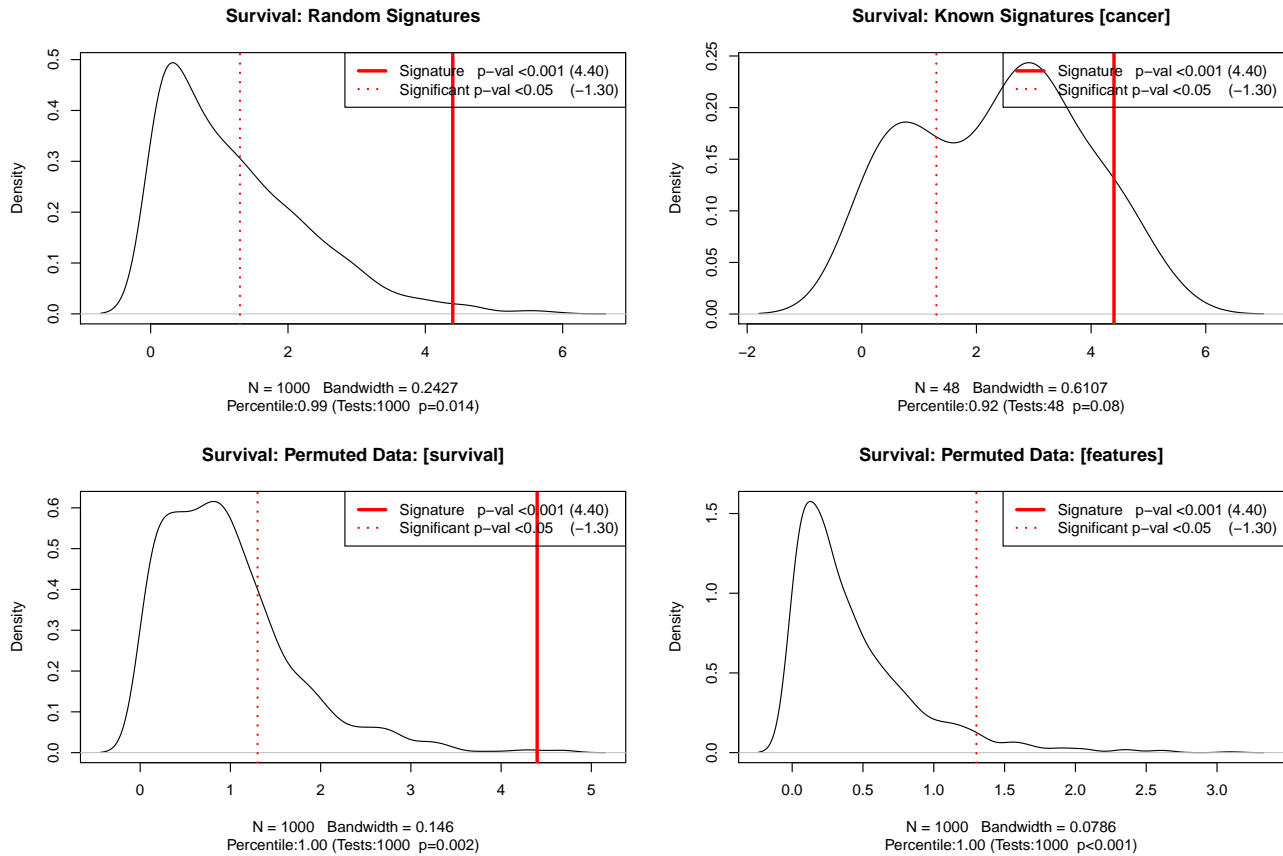 Survival: Random Signatures
Signature p−val <0.001 (4.40)
Significant p−val <0.05 (−1.30)
Density
0.0 0.1 0.2 0.3 0.4 0.5
0 2 4 6
N = 1000 Bandwidth = 0.2427
Percentile:0.99 (Tests:1000 p=0.014)
Survival: Known Signatures [cancer]
Signature p−val <0.001 (4.40)
Significant p−val <0.05 (−1.30)
Density
0.00 0.05 0.10 0.15 0.20 0.25
−2 0 2 4 6
N = 48 Bandwidth = 0.6107
Percentile:0.92 (Tests:48 p=0.08)
Survival: Permuted Data: [survival]
Signature p−val <0.001 (4.40)
Significant p−val <0.05 (−1.30)
Density
0.0 0.1 0.2 0.3 0.4 0.5 0.6
0 1 2 3 4 5
N = 1000 Bandwidth = 0.146
Percentile:1.00 (Tests:1000 p=0.002)
Survival: Permuted Data: [features]
Signature p−val <0.001 (4.40)
Significant p−val <0.05 (−1.30)
Density
0.0 0.5 1.0 1.5
0.0 0.5 1.0 1.5 2.0 2.5 3.0
N = 1000 Bandwidth = 0.0786
Percentile:1.00 (Tests:1000 p<0.001)